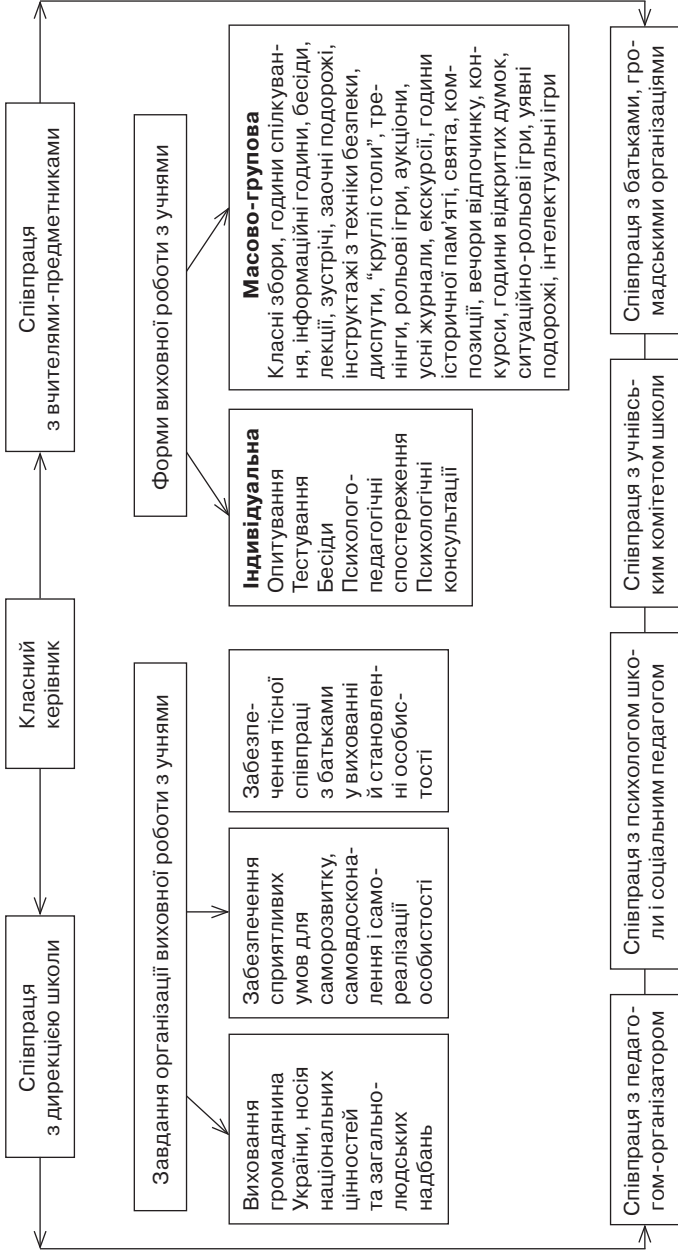 Співпраця
з дирекцією школи
Класний
керівник
Співпраця
з вчителями-предметниками
Завдання організації виховної роботи з учнями
Форми виховної роботи з учнями
Виховання
громадянина
України, носія
національних
цінностей
та загально-
людських
надбань
Забезпечення
сприятливих
умов для
саморозвитку,
самовдоскона-
лення і само-
реалізації
особистості
Забезпе-
чення тісної
співпраці
з батьками
у вихованні
й становлен-
ні особис-
тості
Індивідуальна
Опитування
Тестування
Бесіди
Психолого-
педагогічні
спостереження
Психологічні
консультації
Масово-групова
Класні збори, години спілкуван-
ня, інформаційні години, бесіди,
лекції, зустрічі, заочні подорожі,
інструктажі з техніки безпеки,
диспути, “круглі столи”, тре-
нінги, рольові ігри, аукціони,
усні журнали, екскурсії, години
історичної пам’яті, свята, ком-
позиції, вечори відпочинку, кон-
курси, години відкритих думок,
ситуаційно-рольові ігри, уявні
подорожі, інтелектуальні ігри
Співпраця з педаго-
гом-організатором
Співпраця з психологом шко-
ли і соціальним педагогом
Співпраця з учнівсь-
ким комітетом школи
Співпраця з батьками, гро-
мадськими організаціями